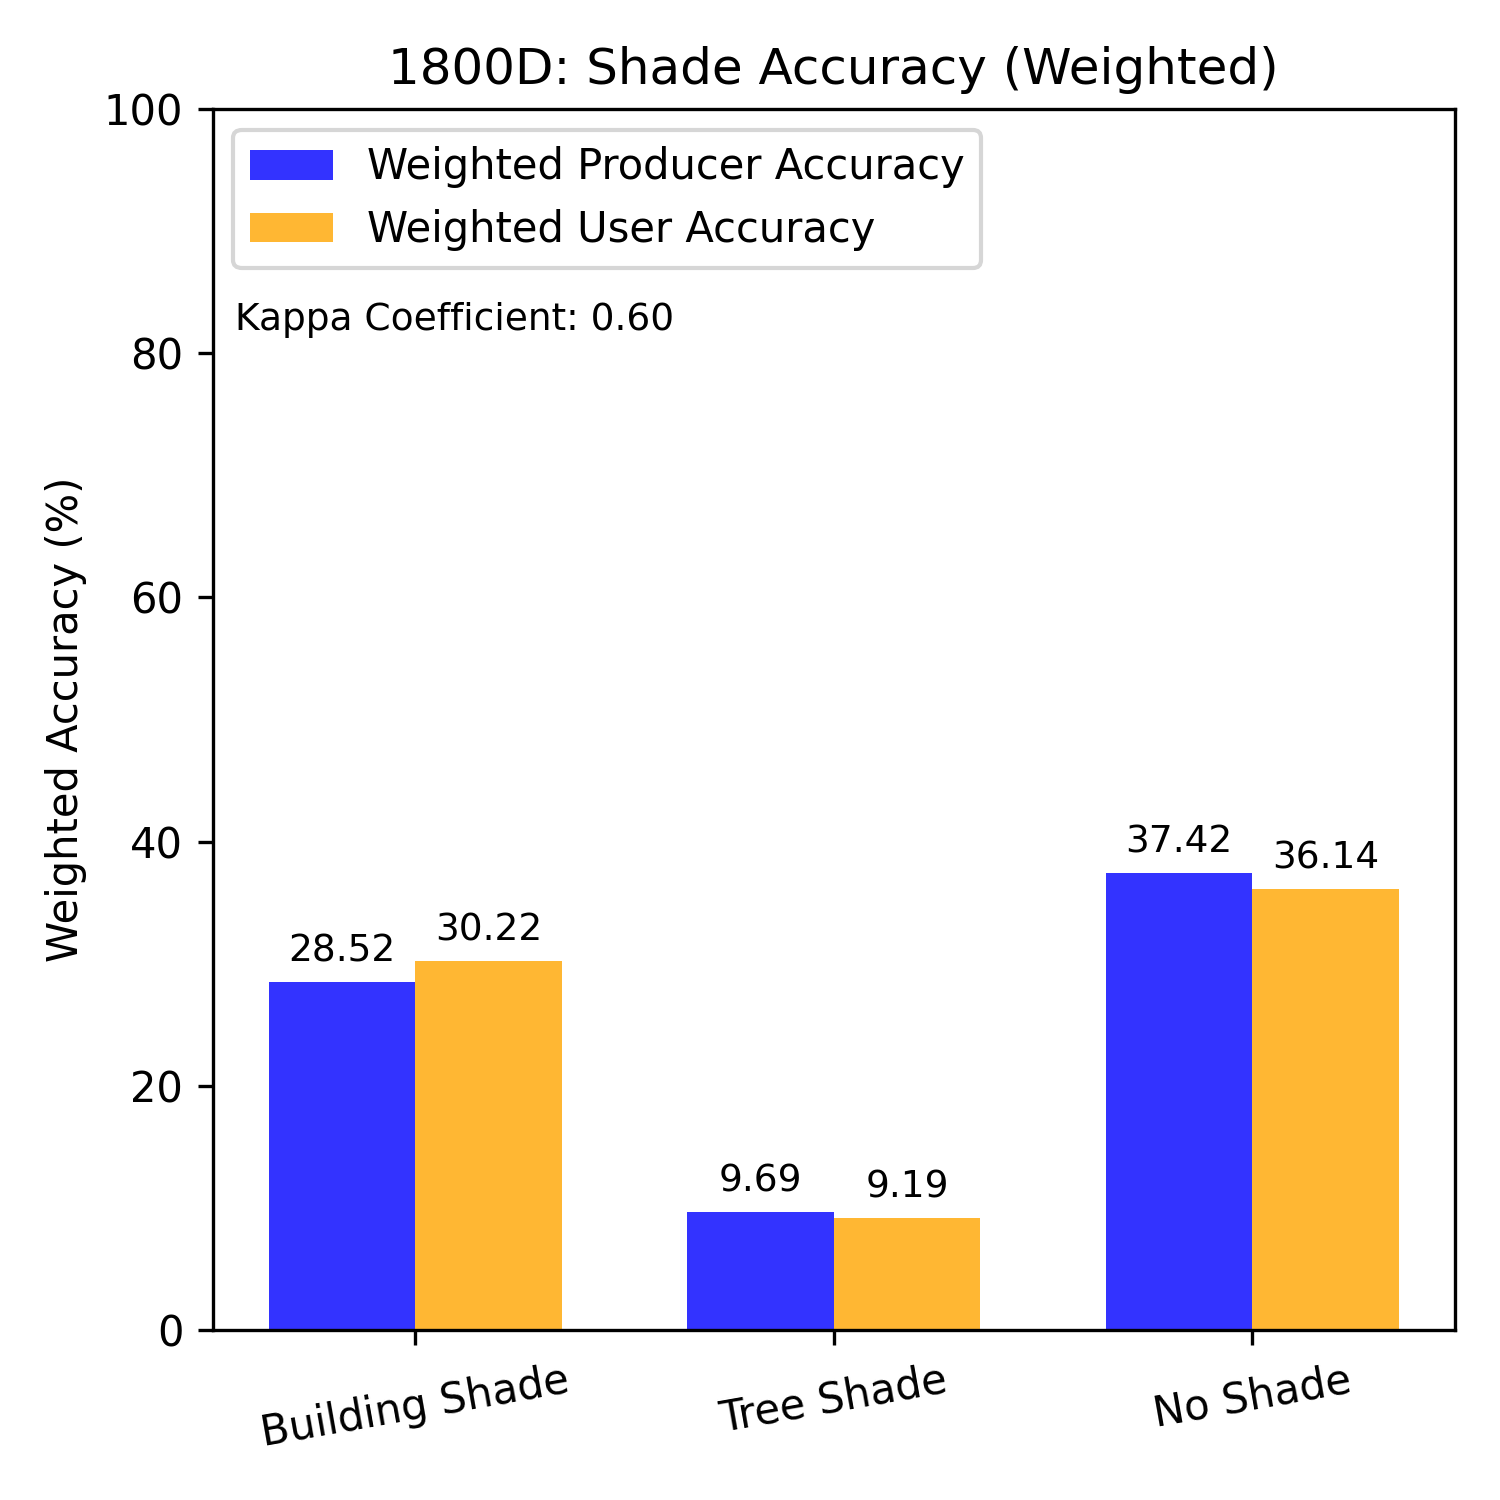 1800D: Shade Accuracy (Weighted)
100
Weighted Producer Accuracy
Weighted User Accuracy
Kappa Coefficient: 0.60
80
60
40
20
0
Weighted Accuracy (%)
28.52
30.22
9.69
9.19
37.42
36.14
Building Shade
Tree Shade
No Shade